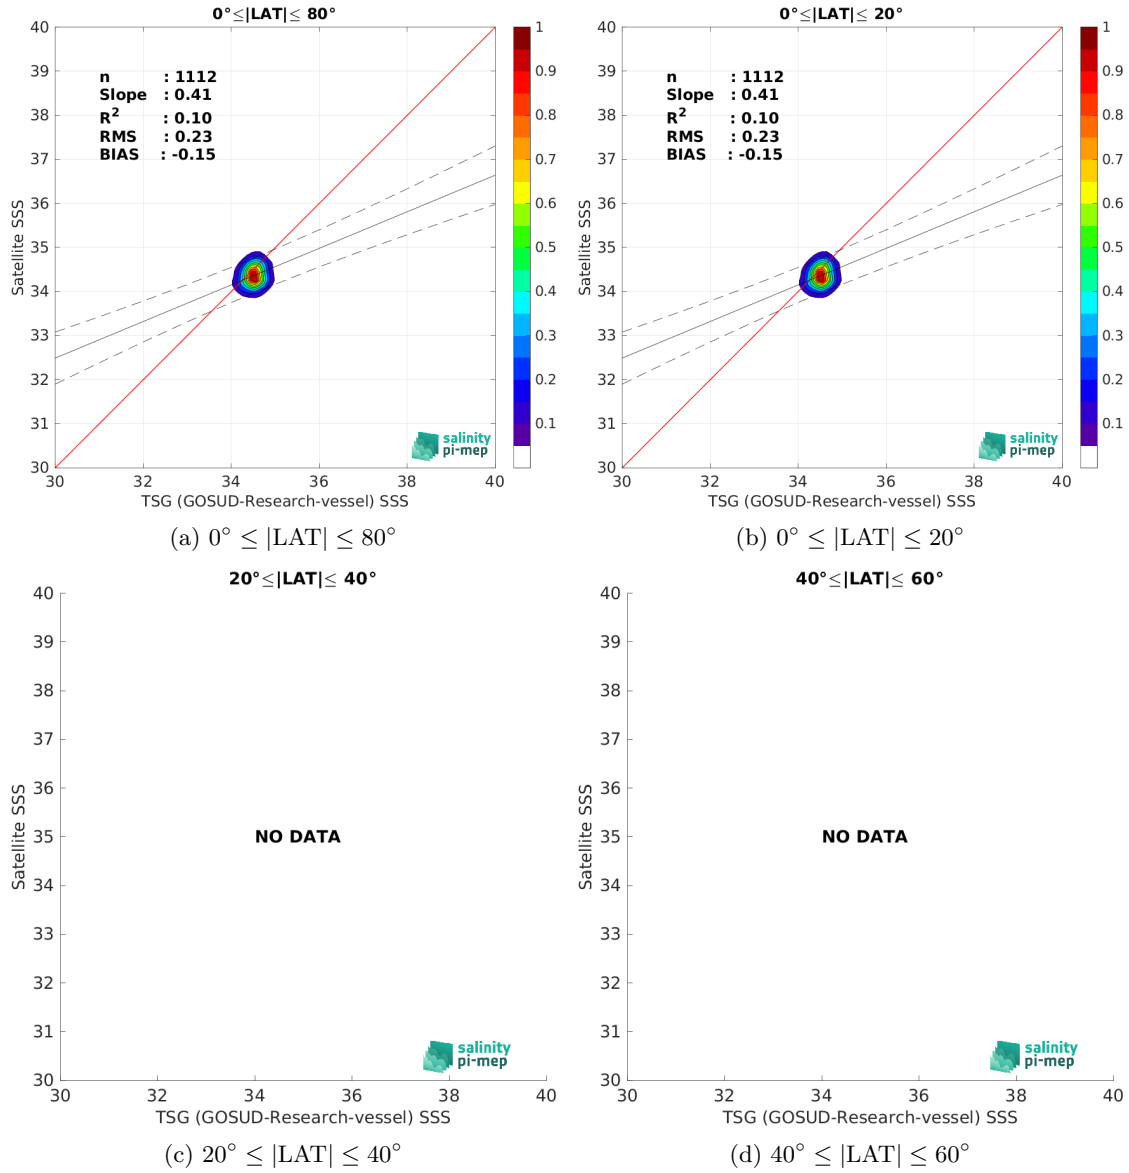 0°≤|LAT|≤ 80°
n : 1112
Slope : 0.41
R² : 0.10
RMS : 0.23
BIAS : -0.15
40
39
38
37
36
35
34
33
32
31
30
Satellite SSS
30 32 34 36 38 40
TSG (GOSUD-Research-vessel) SSS
1
0.9
0.8
0.7
0.6
0.5
0.4
0.3
0.2
0.1
salinity
pi-mep
(a) 0° ≤ |LAT| ≤ 80°
0°≤|LAT|≤ 20°
n : 1112
Slope : 0.41
R² : 0.10
RMS : 0.23
BIAS : -0.15
40
39
38
37
36
35
34
33
32
31
30
Satellite SSS
30 32 34 36 38 40
TSG (GOSUD-Research-vessel) SSS
1
0.9
0.8
0.7
0.6
0.5
0.4
0.3
0.2
0.1
salinity
pi-mep
(b) 0° ≤ |LAT| ≤ 20°
20°≤|LAT|≤ 40°
40
39
38
37
36
35
34
33
32
31
30
Satellite SSS
NO DATA
salinity
pi-mep
30 32 34 36 38 40
TSG (GOSUD-Research-vessel) SSS
(c) 20° ≤ |LAT| ≤ 40°
40°≤|LAT|≤ 60°
40
39
38
37
36
35
34
33
32
31
30
Satellite SSS
NO DATA
salinity
pi-mep
30 32 34 36 38 40
TSG (GOSUD-Research-vessel) SSS
(d) 40° ≤ |LAT| ≤ 60°